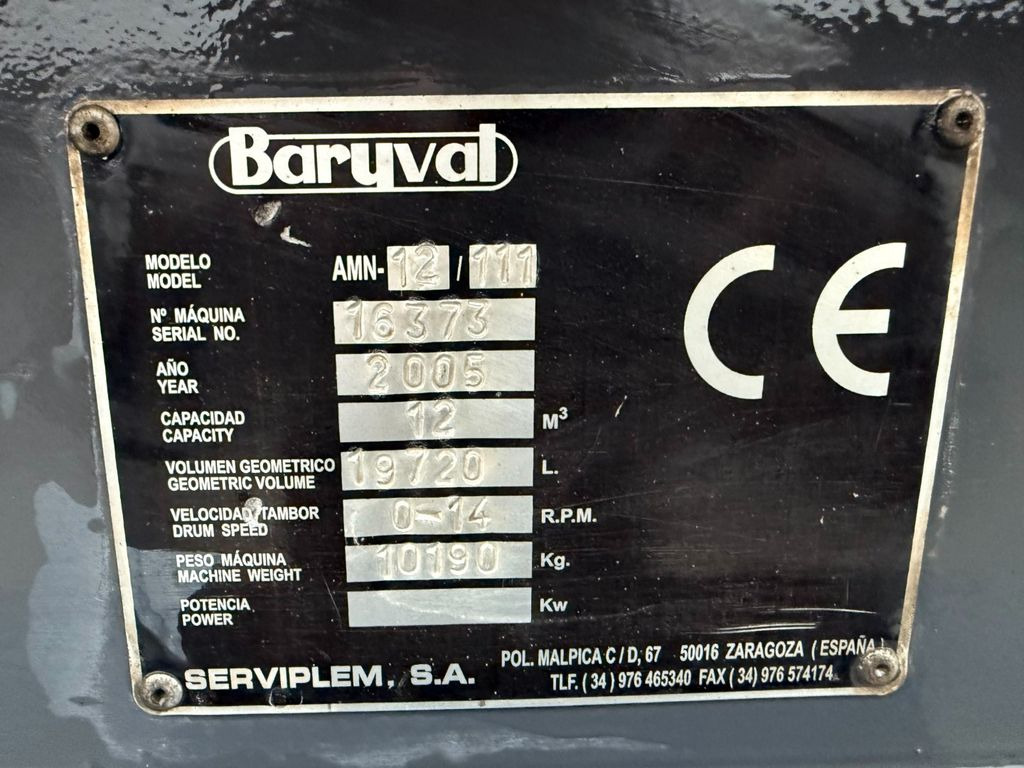 Baryval
MODELO
MODEL
AMN-12 / 111
Nº MÁQUINA
SERIAL NO.
16373
AÑO
YEAR
2005
CAPACIDAD
CAPACITY
12 M³
VOLUMEN GEOMETRICO
GEOMETRIC VOLUME
19720 L.
VELOCIDAD/TAMBOR
DRUM SPEED
0-14 R.P.M.
PESO MÁQUINA
MACHINE WEIGHT
10190 Kg.
POTENCIA
POWER
Kw
CE
SERVIPLEM, S.A.
POL. MALPICA C / D, 67 50016 ZARAGOZA ( ESPAÑA )
TLF. ( 34 ) 976 465340 FAX ( 34) 976 574174